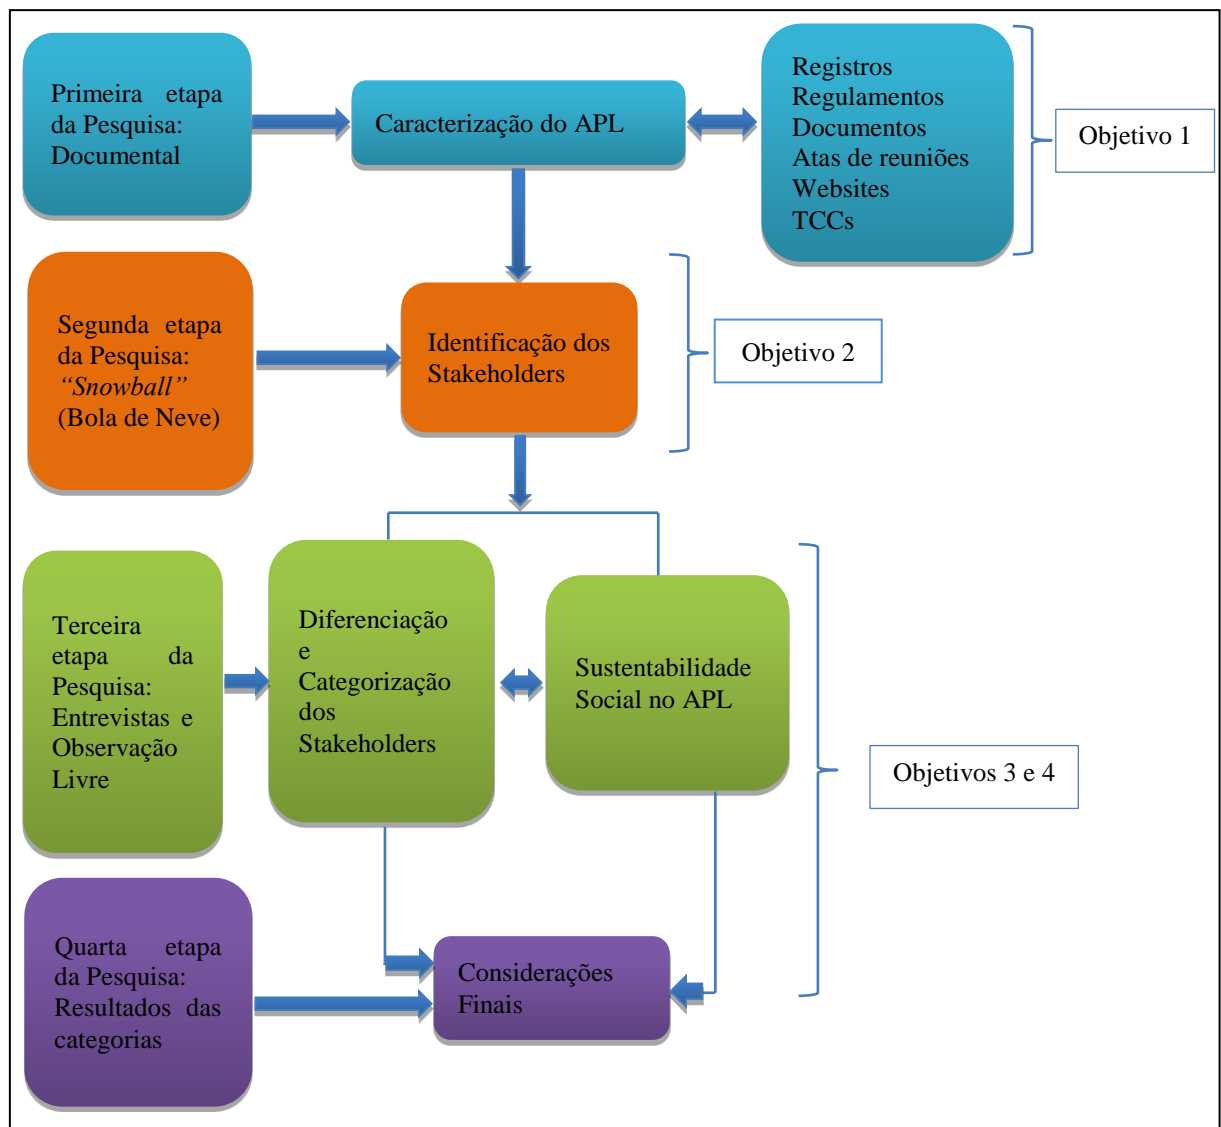 Primeira etapa
da Pesquisa:
Documental
Caracterização do APL
Registros
Regulamentos
Documentos
Atas de reuniões
Websites
TCCs
Objetivo 1
Segunda etapa
da Pesquisa:
“Snowball”
(Bola de Neve)
Identificação dos
Stakeholders
Objetivo 2
Terceira
etapa da
Pesquisa:
Entrevistas e
Observação
Livre
Diferenciação
e
Categorização
dos
Stakeholders
Sustentabilidade
Social no APL
Objetivos 3 e 4
Quarta etapa
da Pesquisa:
Resultados das
categorias
Considerações
Finais